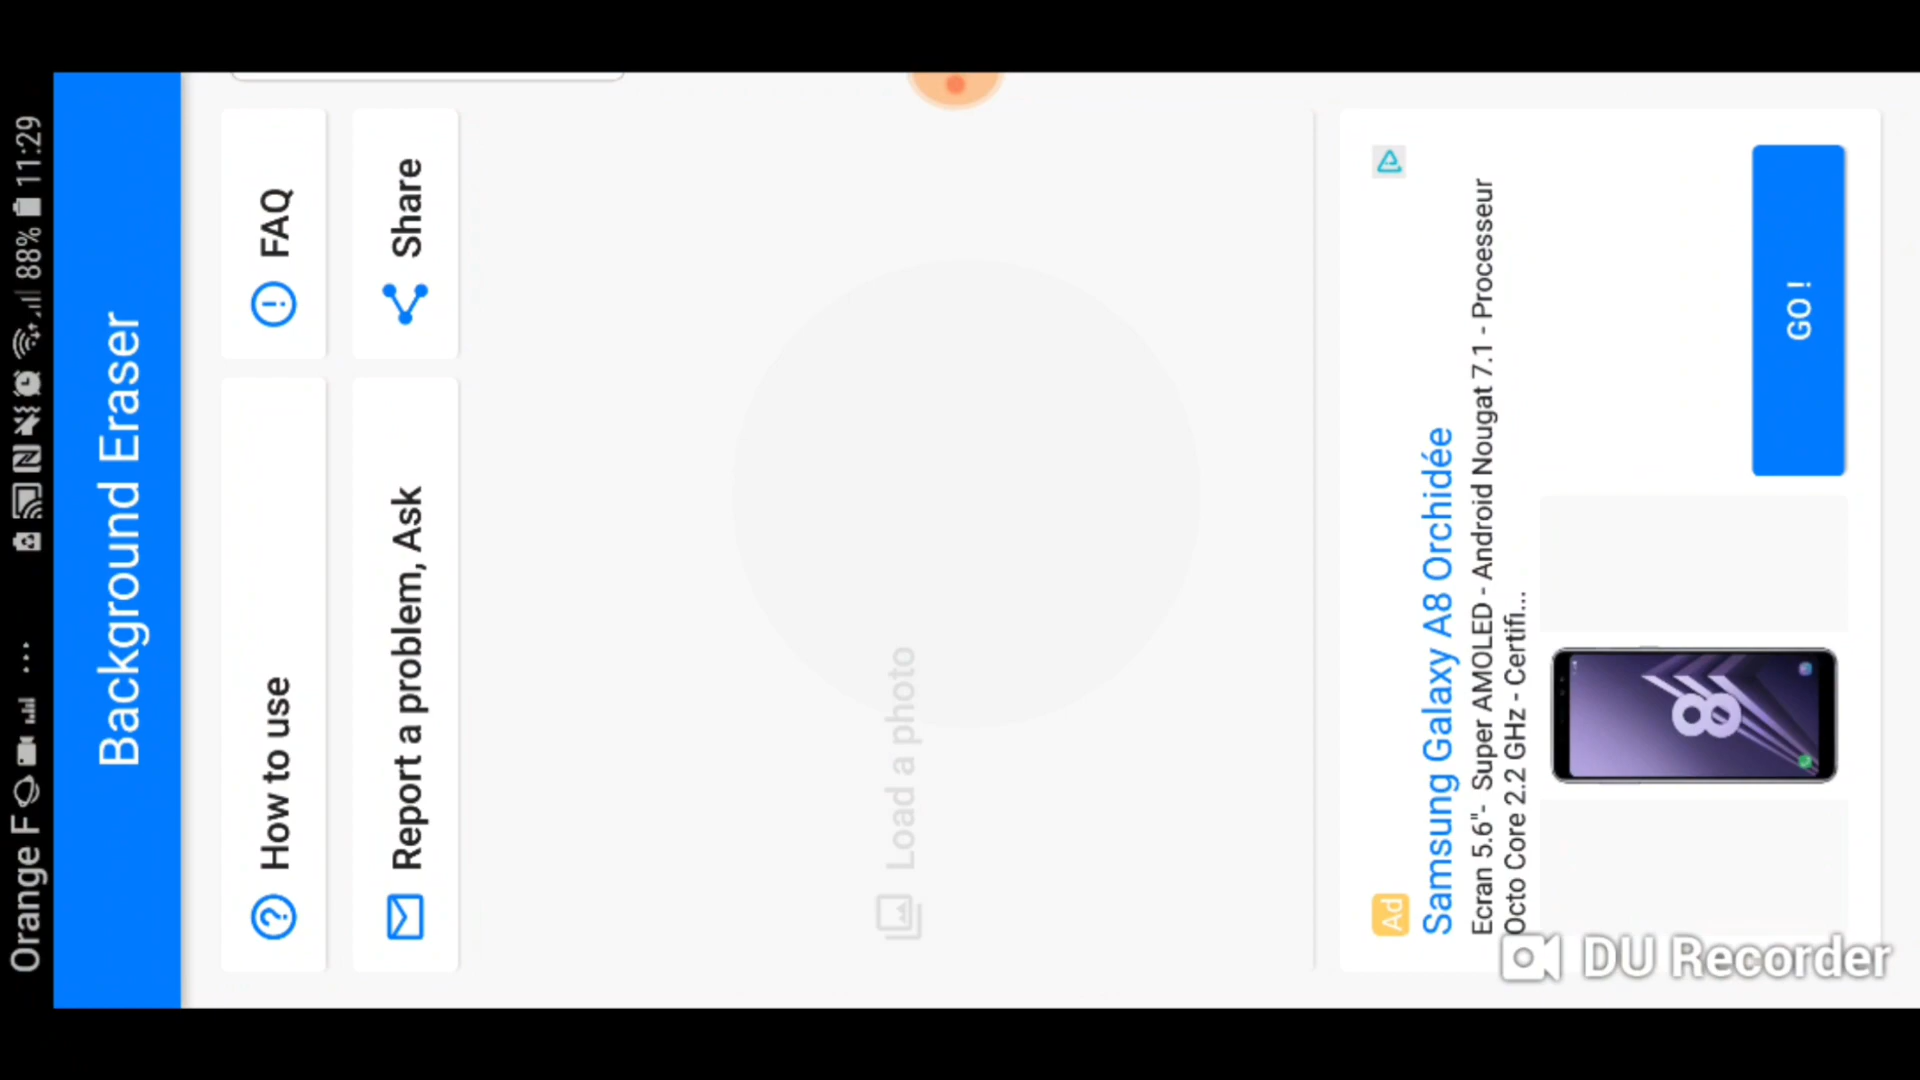 Orange F ... 88% 11:29
Background Eraser
How to use
FAQ
Report a problem, Ask
Share
Load a photo
Ad
Samsung Galaxy A8 Orchidée
Ecran 5.6"- Super AMOLED - Android Nougat 7.1 - Processeur
Octo Core 2.2 GHz - Certifi...
8
GO !
DU Recorder